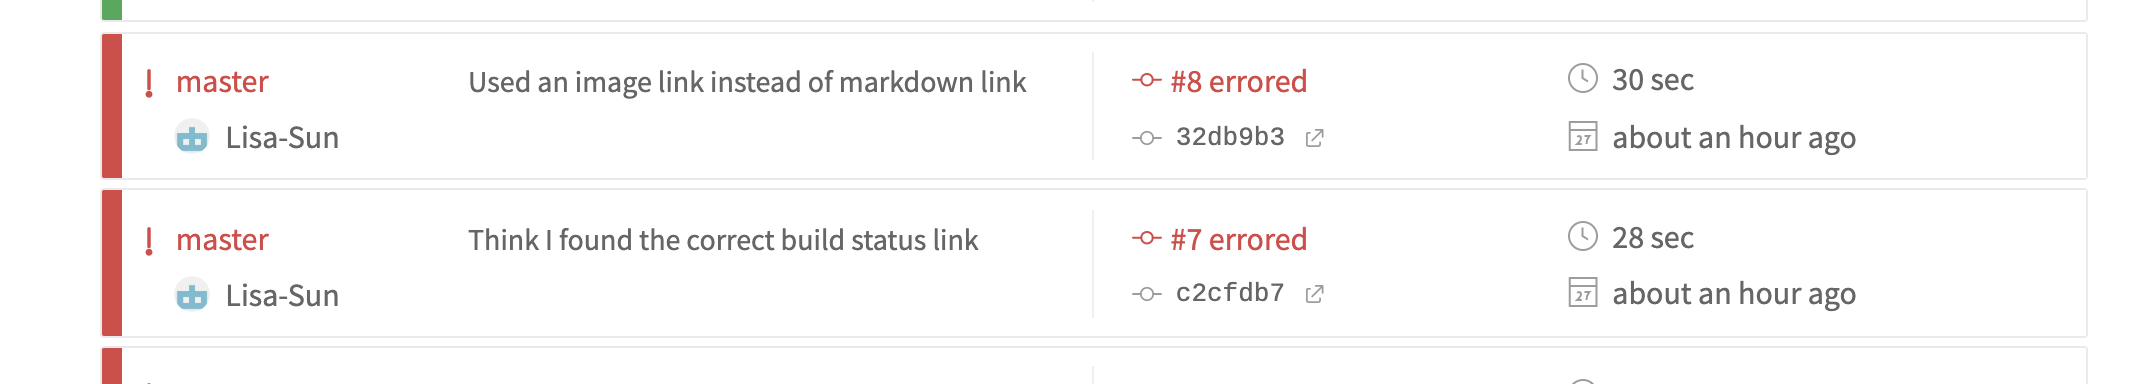 ! master
Used an image link instead of markdown link
#8 errored
30 sec
Lisa-Sun
32db9b3
27
about an hour ago
! master
Think I found the correct build status link
#7 errored
28 sec
Lisa-Sun
c2cfdb7
27
about an hour ago